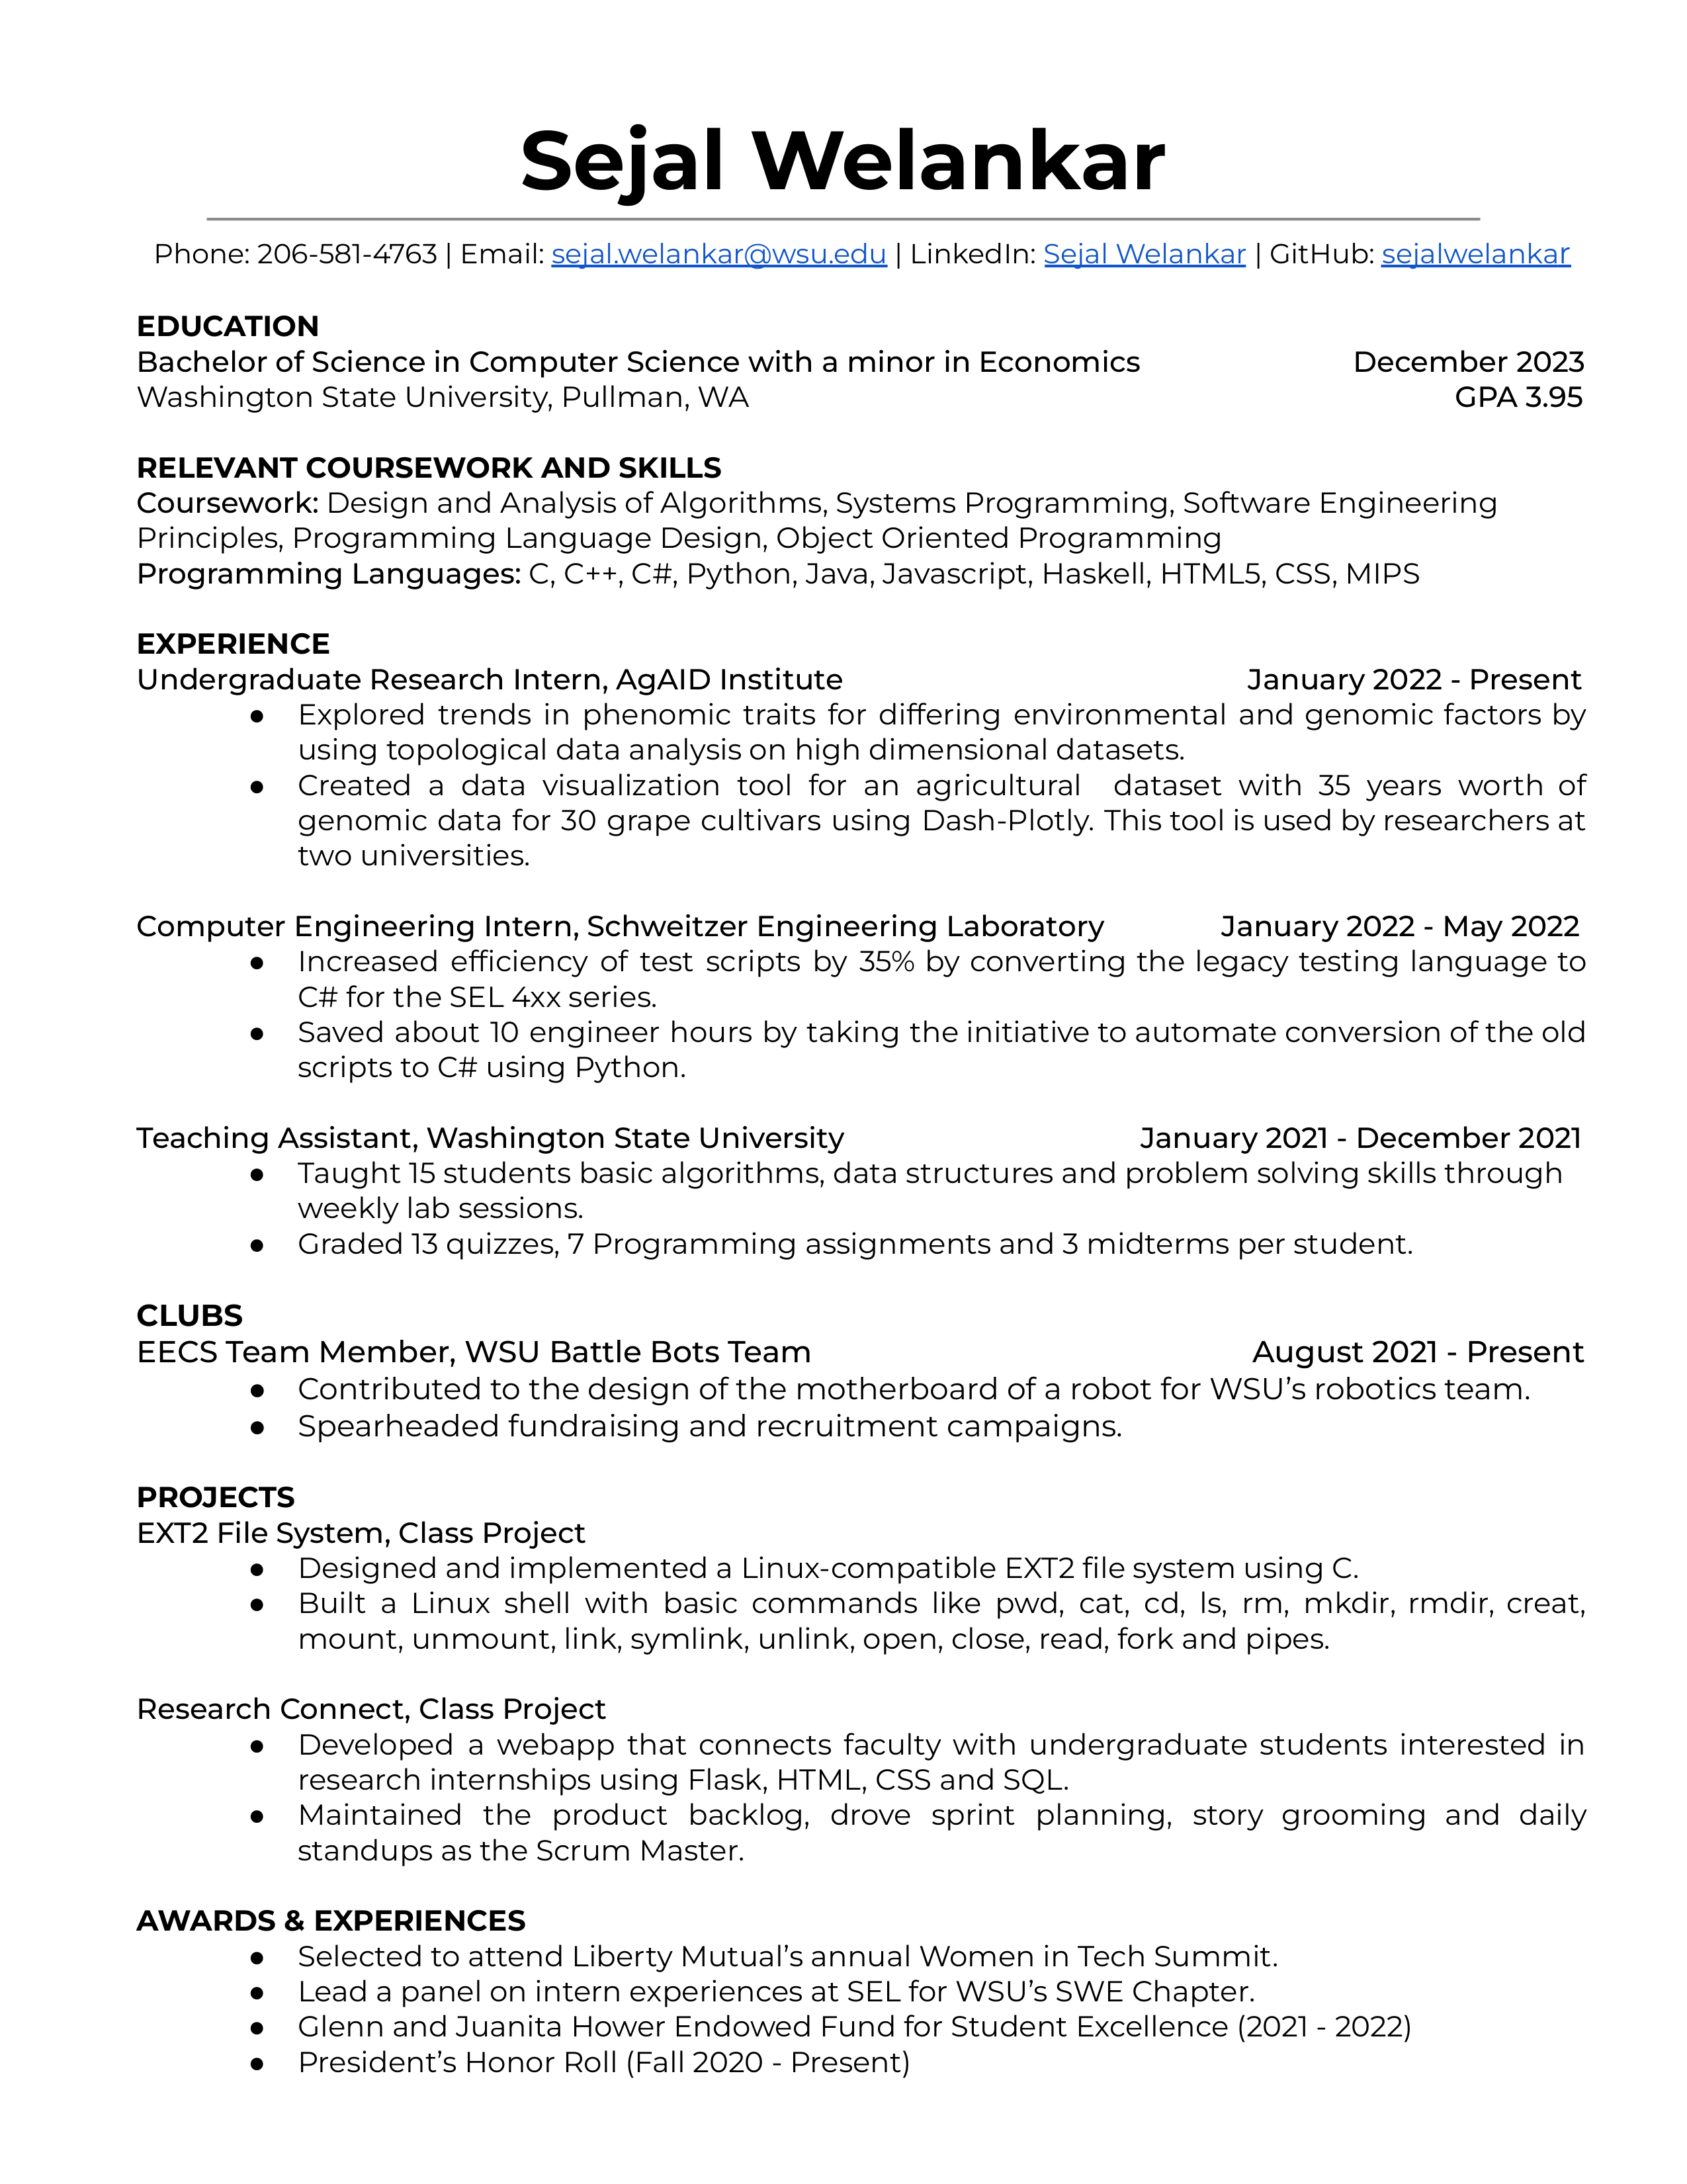 Sejal Welankar
Phone: 206-581-4763 | Email: sejal.welankar@wsu.edu | LinkedIn: Sejal Welankar | GitHub: sejalwelankar
EDUCATION
Bachelor of Science in Computer Science with a minor in Economics December 2023
Washington State University, Pullman, WA GPA 3.95
RELEVANT COURSEWORK AND SKILLS
Coursework: Design and Analysis of Algorithms, Systems Programming, Software Engineering
Principles, Programming Language Design, Object Oriented Programming
Programming Languages: C, C++, C#, Python, Java, Javascript, Haskell, HTML5, CSS, MIPS
EXPERIENCE
Undergraduate Research Intern, AgAID Institute January 2022 - Present
● Explored trends in phenomic traits for differing environmental and genomic factors by
using topological data analysis on high dimensional datasets.
● Created a data visualization tool for an agricultural dataset with 35 years worth of
genomic data for 30 grape cultivars using Dash-Plotly. This tool is used by researchers at
two universities.
Computer Engineering Intern, Schweitzer Engineering Laboratory January 2022 - May 2022
● Increased efficiency of test scripts by 35% by converting the legacy testing language to
C# for the SEL 4xx series.
● Saved about 10 engineer hours by taking the initiative to automate conversion of the old
scripts to C# using Python.
Teaching Assistant, Washington State University January 2021 - December 2021
● Taught 15 students basic algorithms, data structures and problem solving skills through
weekly lab sessions.
● Graded 13 quizzes, 7 Programming assignments and 3 midterms per student.
CLUBS
EECS Team Member, WSU Battle Bots Team August 2021 - Present
● Contributed to the design of the motherboard of a robot for WSU’s robotics team.
● Spearheaded fundraising and recruitment campaigns.
PROJECTS
EXT2 File System, Class Project
● Designed and implemented a Linux-compatible EXT2 file system using C.
● Built a Linux shell with basic commands like pwd, cat, cd, ls, rm, mkdir, rmdir, creat,
mount, unmount, link, symlink, unlink, open, close, read, fork and pipes.
Research Connect, Class Project
● Developed a webapp that connects faculty with undergraduate students interested in
research internships using Flask, HTML, CSS and SQL.
● Maintained the product backlog, drove sprint planning, story grooming and daily
standups as the Scrum Master.
AWARDS & EXPERIENCES
● Selected to attend Liberty Mutual’s annual Women in Tech Summit.
● Lead a panel on intern experiences at SEL for WSU’s SWE Chapter.
● Glenn and Juanita Hower Endowed Fund for Student Excellence (2021 - 2022)
● President’s Honor Roll (Fall 2020 - Present)